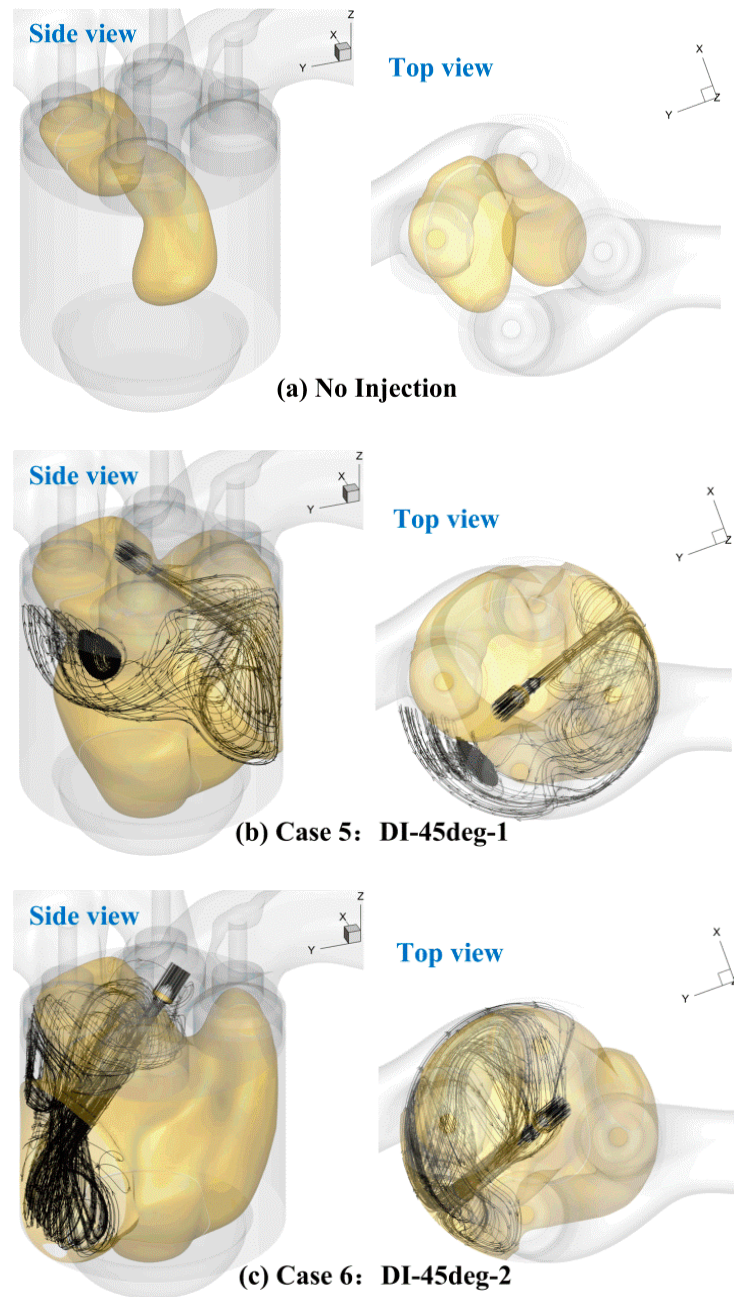 Side view
X
Z
Y
Top view
X
Y
Z
(a) No Injection
Side view
X
Z
Y
Top view
X
Y
Z
(b) Case 5: DI-45deg-1
Side view
X
Z
Y
Top view
X
Y
(c) Case 6: DI-45deg-2